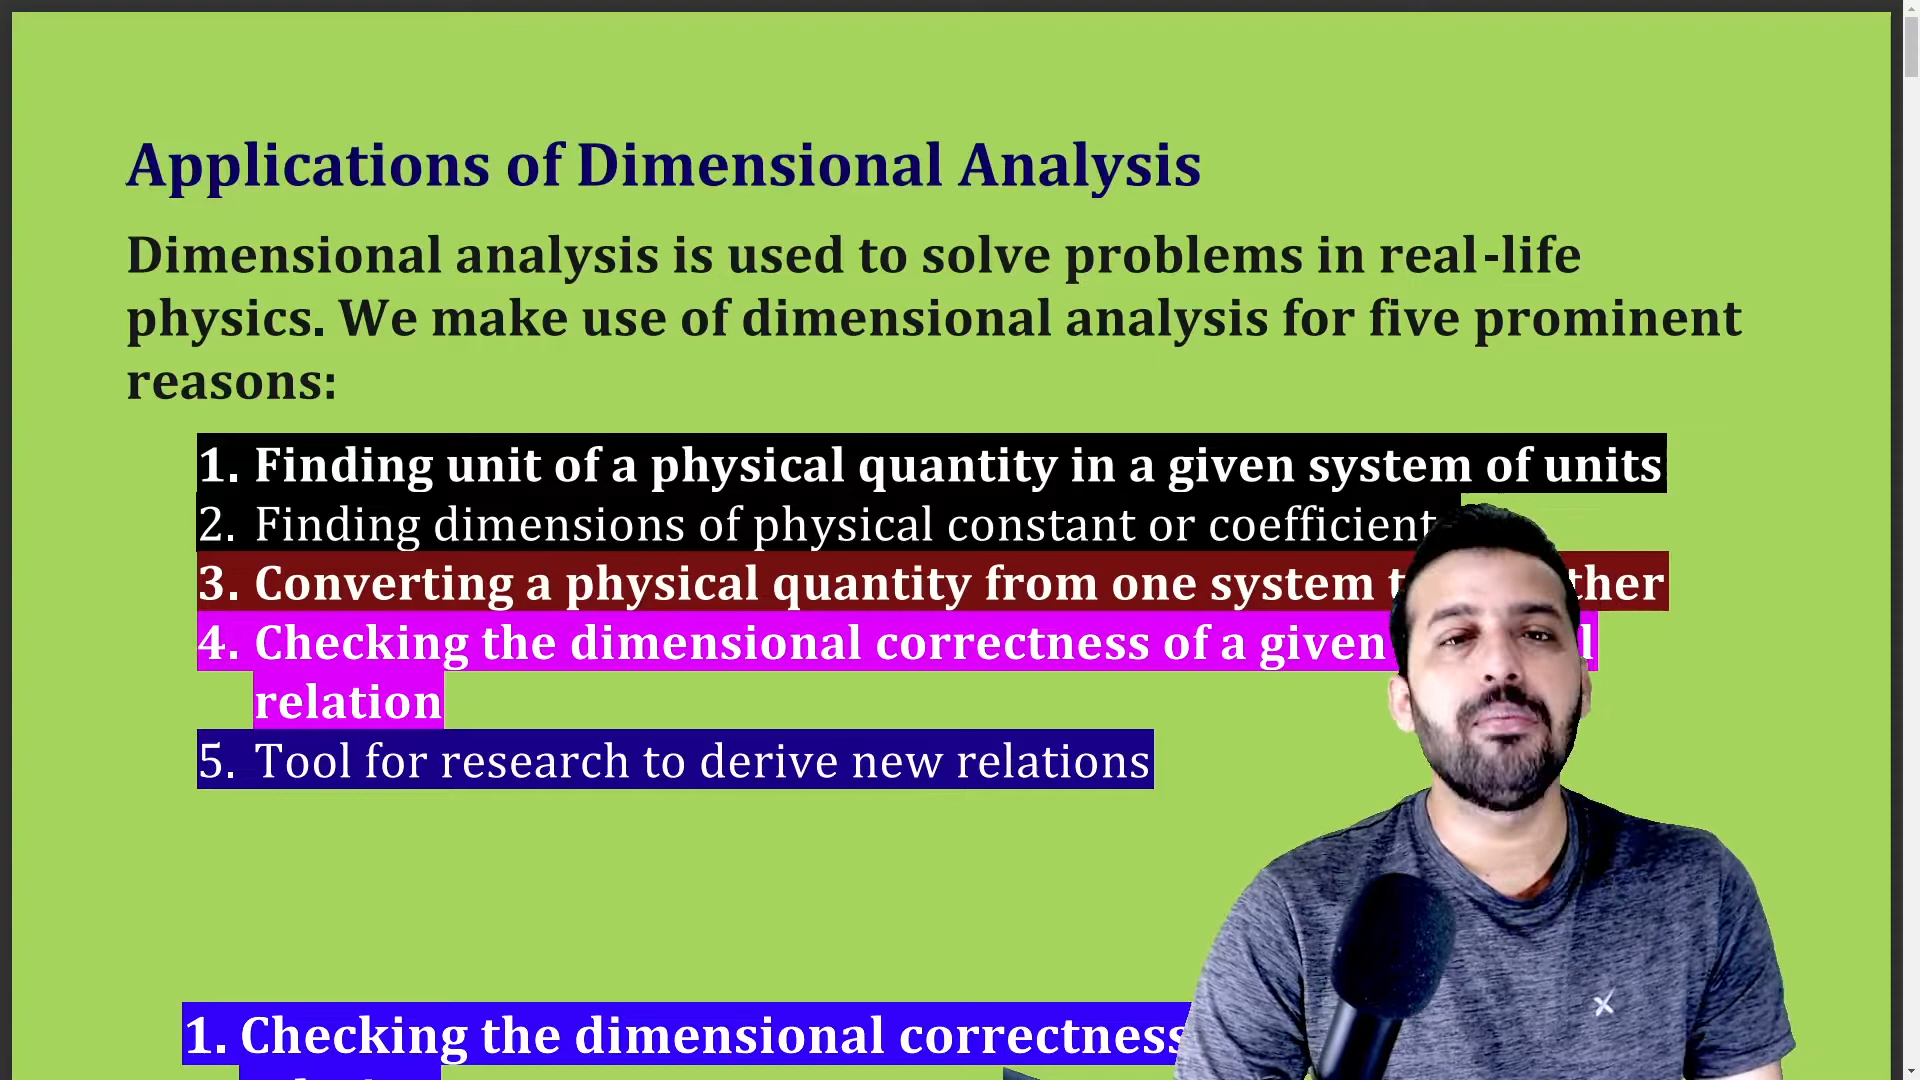 Applications of Dimensional Analysis
Dimensional analysis is used to solve problems in real-life
physics. We make use of dimensional analysis for five prominent
reasons:
1. Finding unit of a physical quantity in a given system of units
2. Finding dimensions of physical constant or coefficient
3. Converting a physical quantity from one system
4. Checking the dimensional correctness of a given
relation
5. Tool for research to derive new relations
1. Checking the dimensional correctness